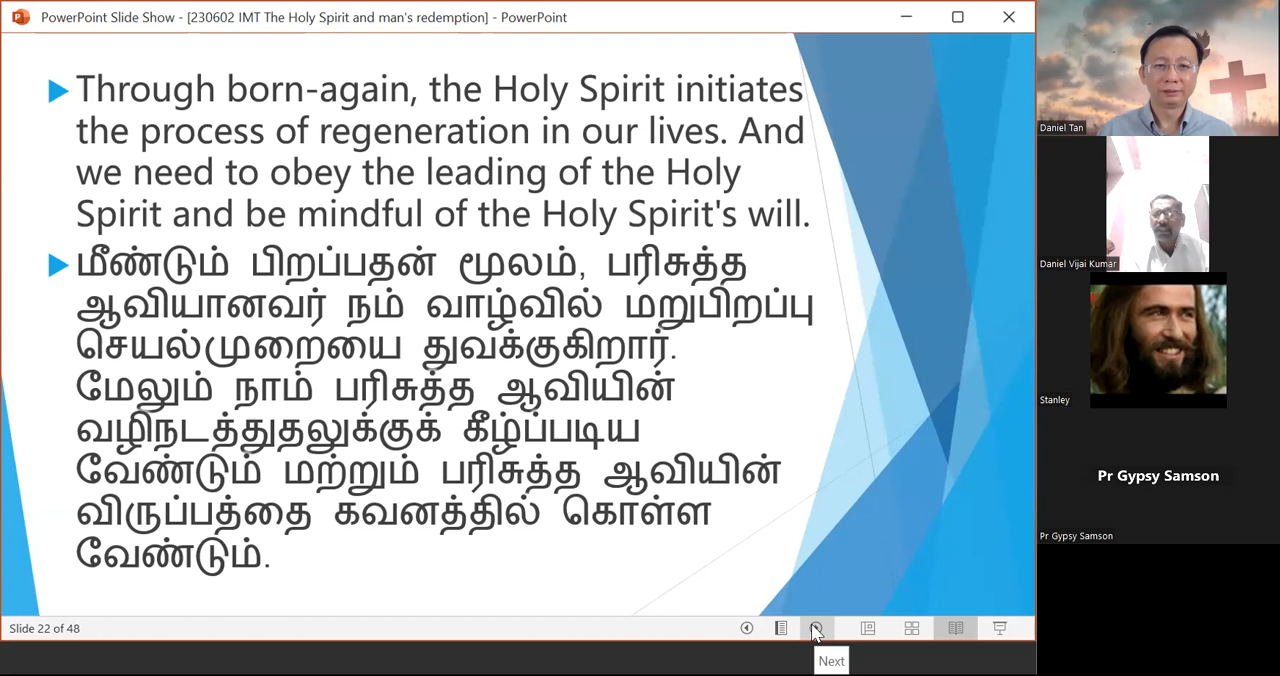 PowerPoint Slide Show - [230602 IMT The Holy Spirit and man's redemption] - PowerPoint
Through born-again, the Holy Spirit initiates
the process of regeneration in our lives. And
we need to obey the leading of the Holy
Spirit and be mindful of the Holy Spirit's will.
மீண்டும் பிறப்பதன் மூலம், பரிசுத்த
ஆவியானவர் நம் வாழ்வில் மறுபிறப்பு
செயல்முறையை துவக்குகிறார்.
மேலும் நாம் பரிசுத்த ஆவியின்
வழிநடத்துதலுக்குக் கீழ்ப்படிய
வேண்டும் மற்றும் பரிசுத்த ஆவியின்
விருப்பத்தை கவனத்தில் கொள்ள
வேண்டும்.
Slide 22 of 48
Next
Daniel Tan
Daniel Vijai Kumar
Stanley
Pr Gypsy Samson
Pr Gypsy Samson